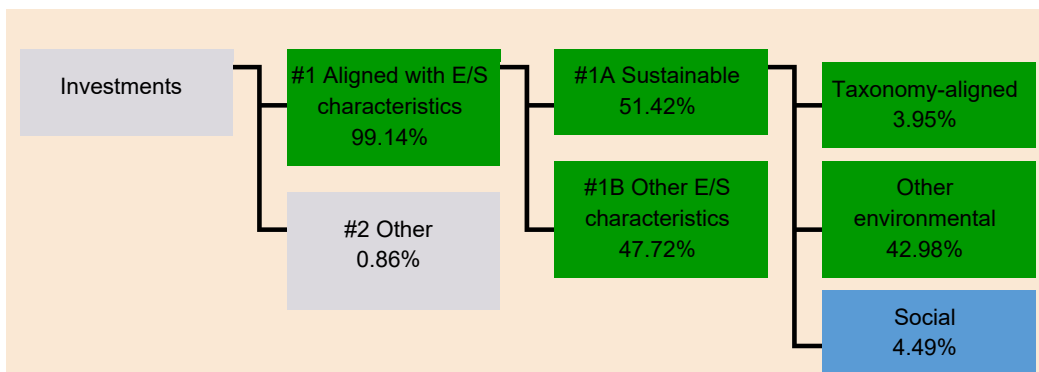 Investments
#1 Aligned with E/S
characteristics
99.14%
#2 Other
0.86%
#1A Sustainable
51.42%
#1B Other E/S
characteristics
47.72%
Taxonomy-aligned
3.95%
Other
environmental
42.98%
Social
4.49%